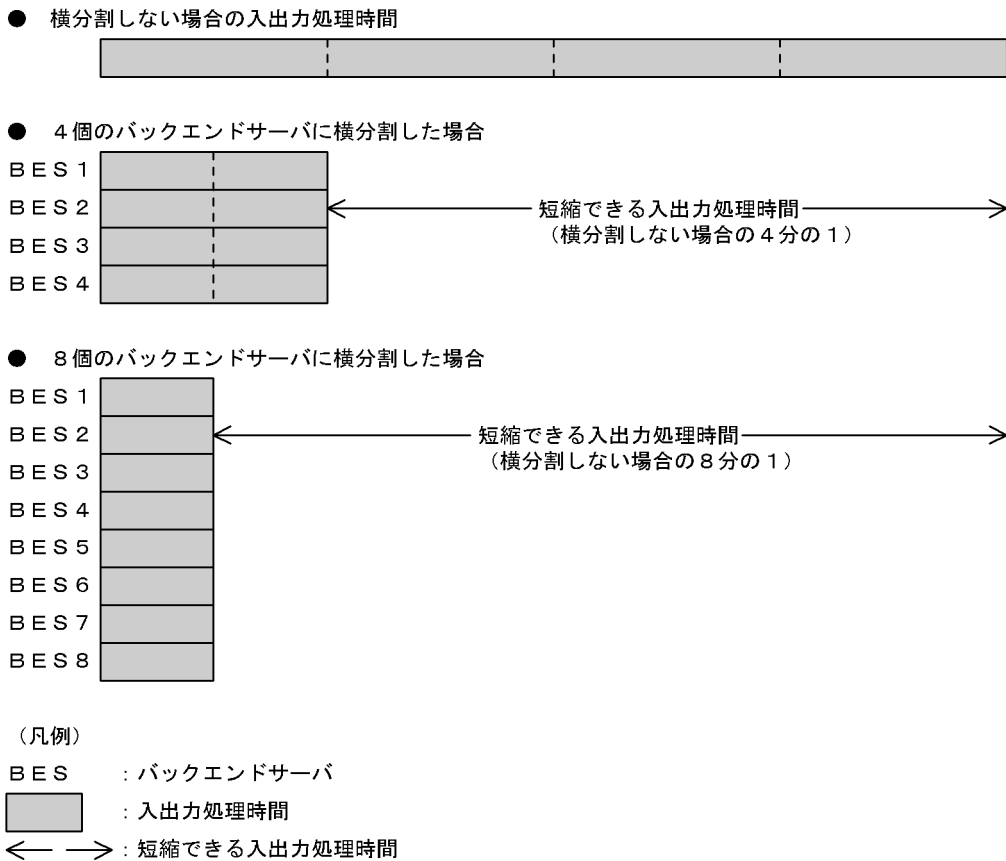 ● 横分割しない場合の入出力処理時間
● ４個のバックエンドサーバに横分割した場合
ＢＥＳ１
ＢＥＳ２
短縮できる入出力処理時間
（横分割しない場合の４分の１）
ＢＥＳ３
ＢＥＳ４
● ８個のバックエンドサーバに横分割した場合
ＢＥＳ１
ＢＥＳ２
短縮できる入出力処理時間
（横分割しない場合の８分の１）
ＢＥＳ３
ＢＥＳ４
ＢＥＳ５
ＢＥＳ６
ＢＥＳ７
ＢＥＳ８
（凡例）
ＢＥＳ ：バックエンドサーバ
：入出力処理時間
：短縮できる入出力処理時間